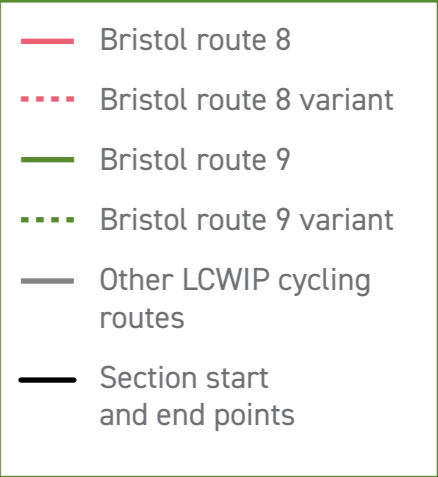 Bristol route 8
Bristol route 8 variant
Bristol route 9
Bristol route 9 variant
Other LCWIP cycling
routes
Section start
and end points